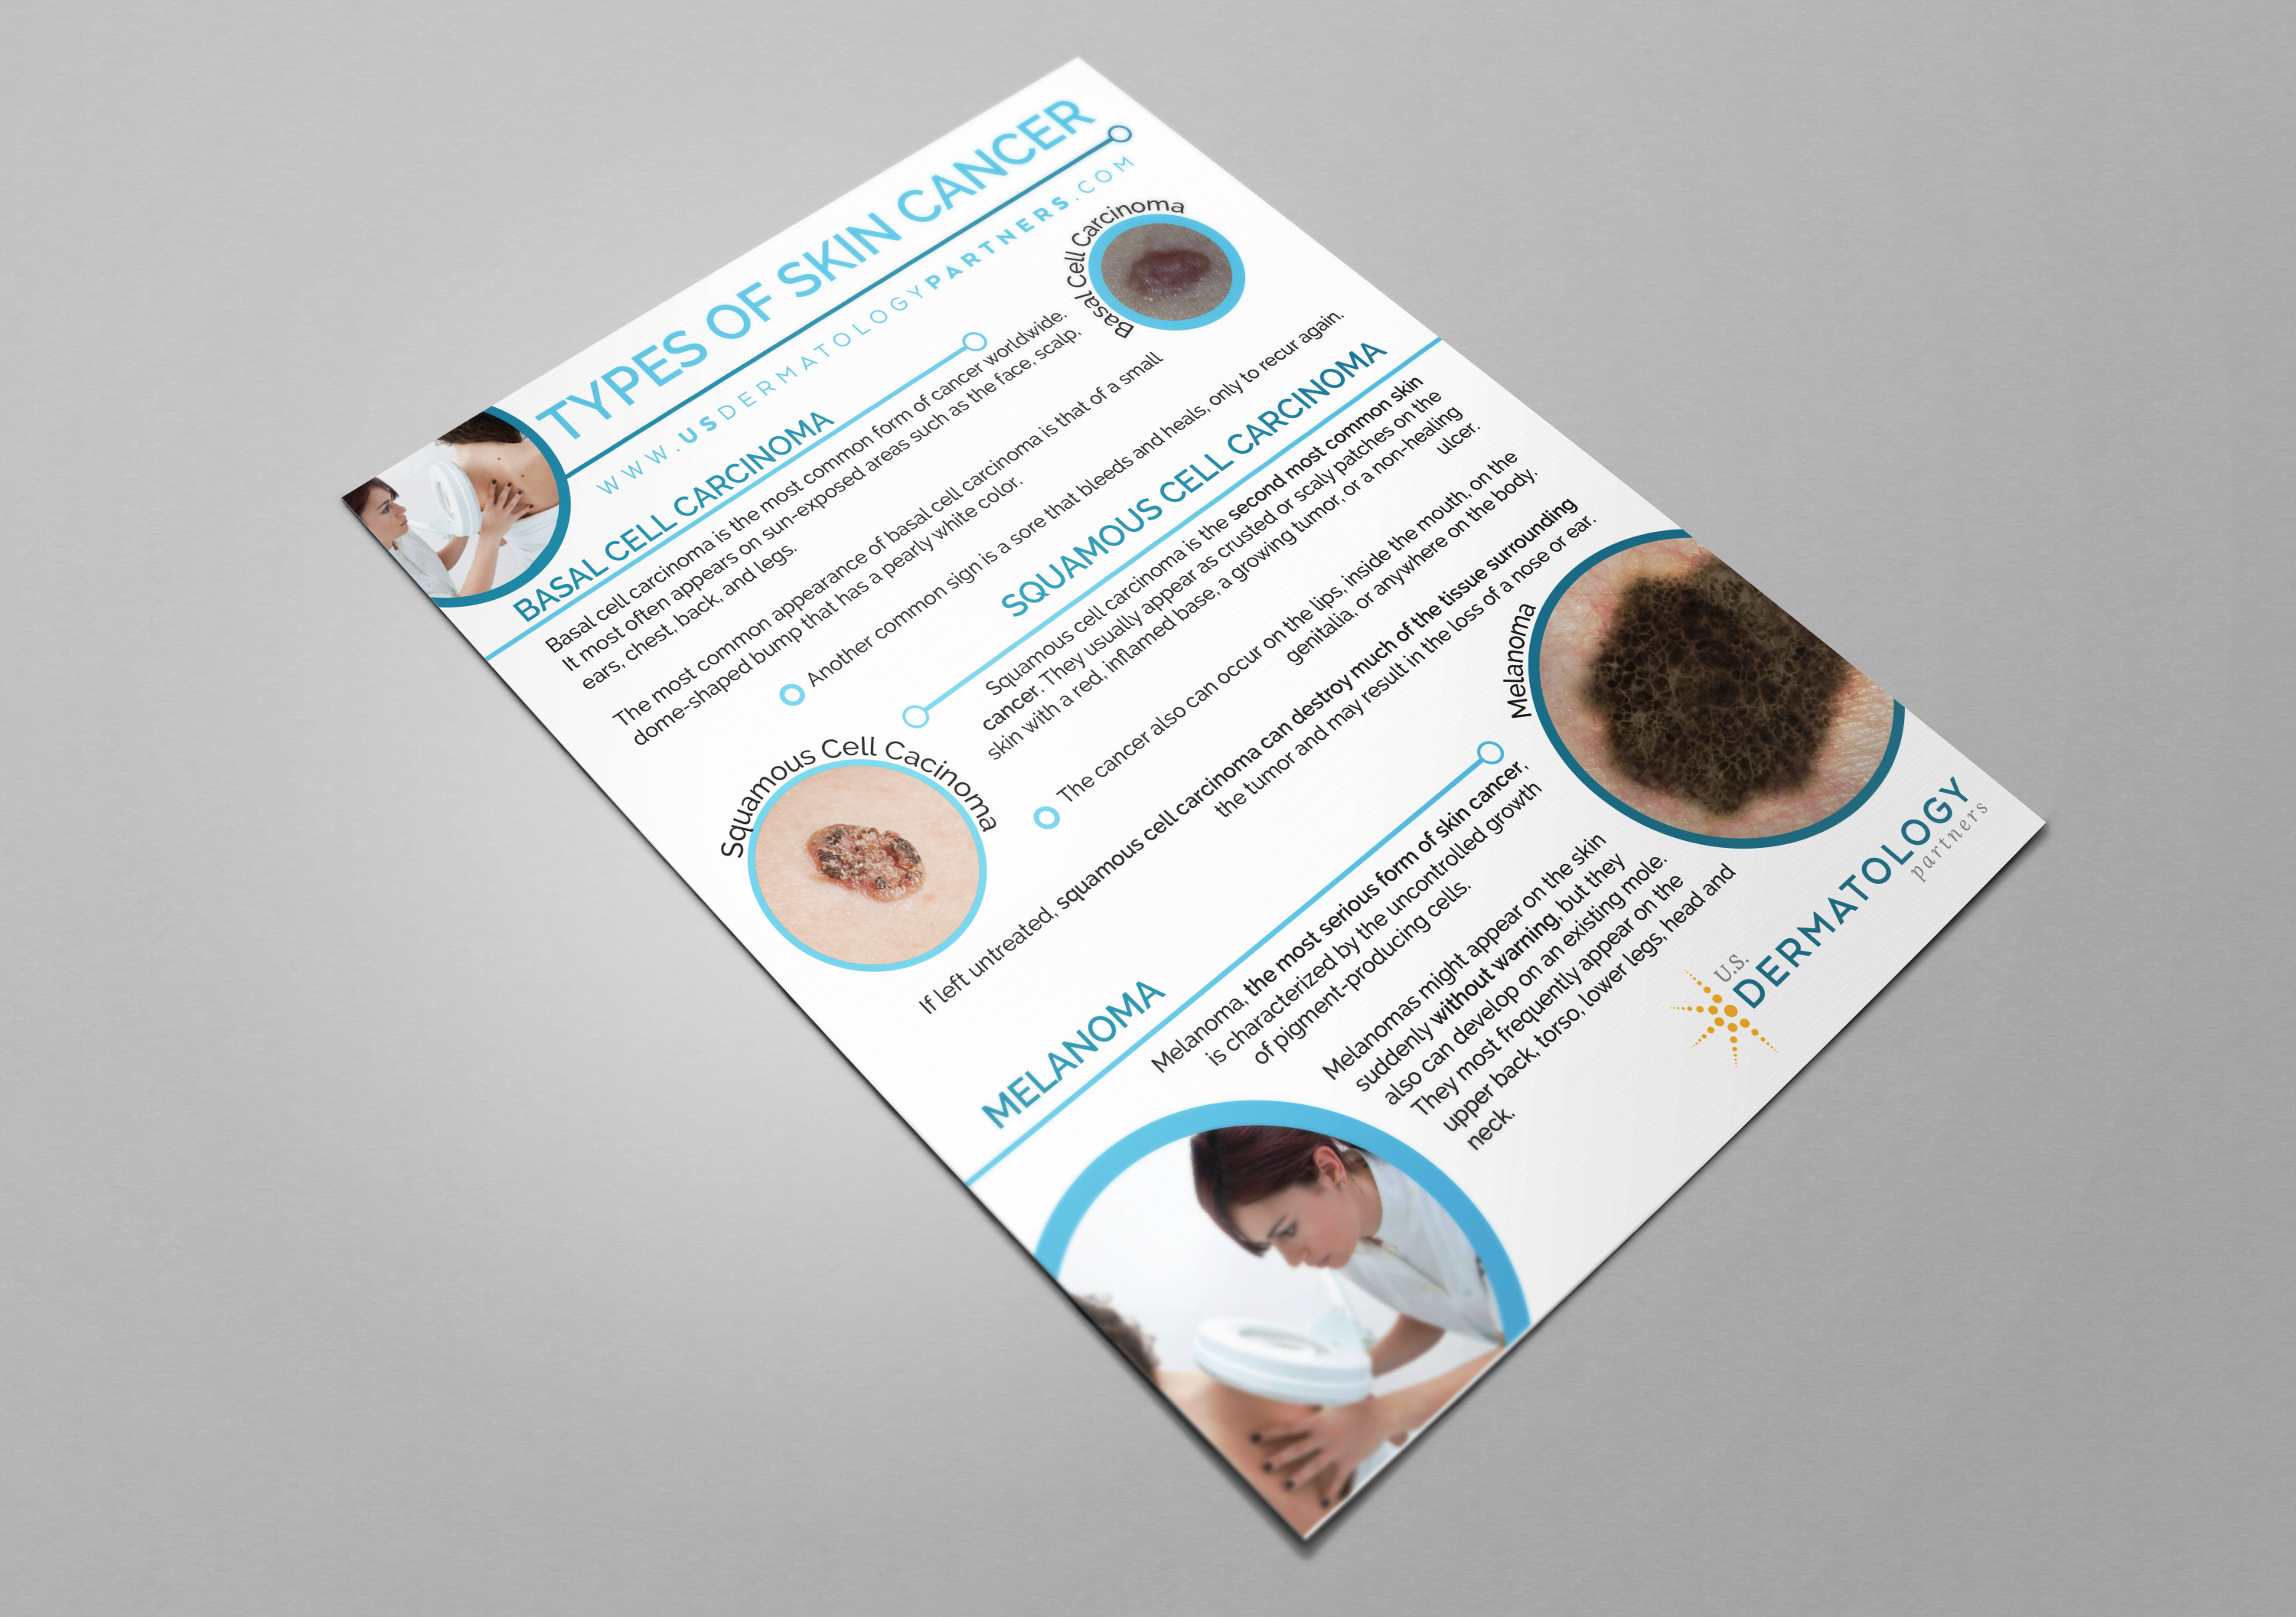 TYPES OF SKIN CANCER
WWW.USDERMATOLOGYPARTNERS.COM
Basal Cell Carcinoma
BASAL CELL CARCINOMA
Basal cell carcinoma is the most common form of cancer worldwide.
It most often appears on sun-exposed areas such as the face, scalp,
ears, chest, back, and legs.
The most common appearance of basal cell carcinoma is that of a small
dome-shaped bump that has a pearly white color.
Another common sign is a sore that bleeds and heals, only to recur again.
SQUAMOUS CELL CARCINOMA
Squamous cell carcinoma is the second most common skin
cancer. They usually appear as crusted or scaly patches on the
skin with a red, inflamed base, a growing tumor, or a non-healing
ulcer.
The cancer also can occur on the lips, inside the mouth, on the
genitalia, or anywhere on the body.
If left untreated, squamous cell carcinoma can destroy much of the tissue surrounding
the tumor and may result in the loss of a nose or ear.
Squamous Cell Cacinoma
Melanoma
MELANOMA
Melanoma, the most serious form of skin cancer,
is characterized by the uncontrolled growth
of pigment-producing cells.
Melanomas might appear on the skin
suddenly without warning, but they
also can develop on an existing mole.
They most frequently appear on the
upper back, torso, lower legs, head and
neck.
U.S.
DERMATOLOGY
partners